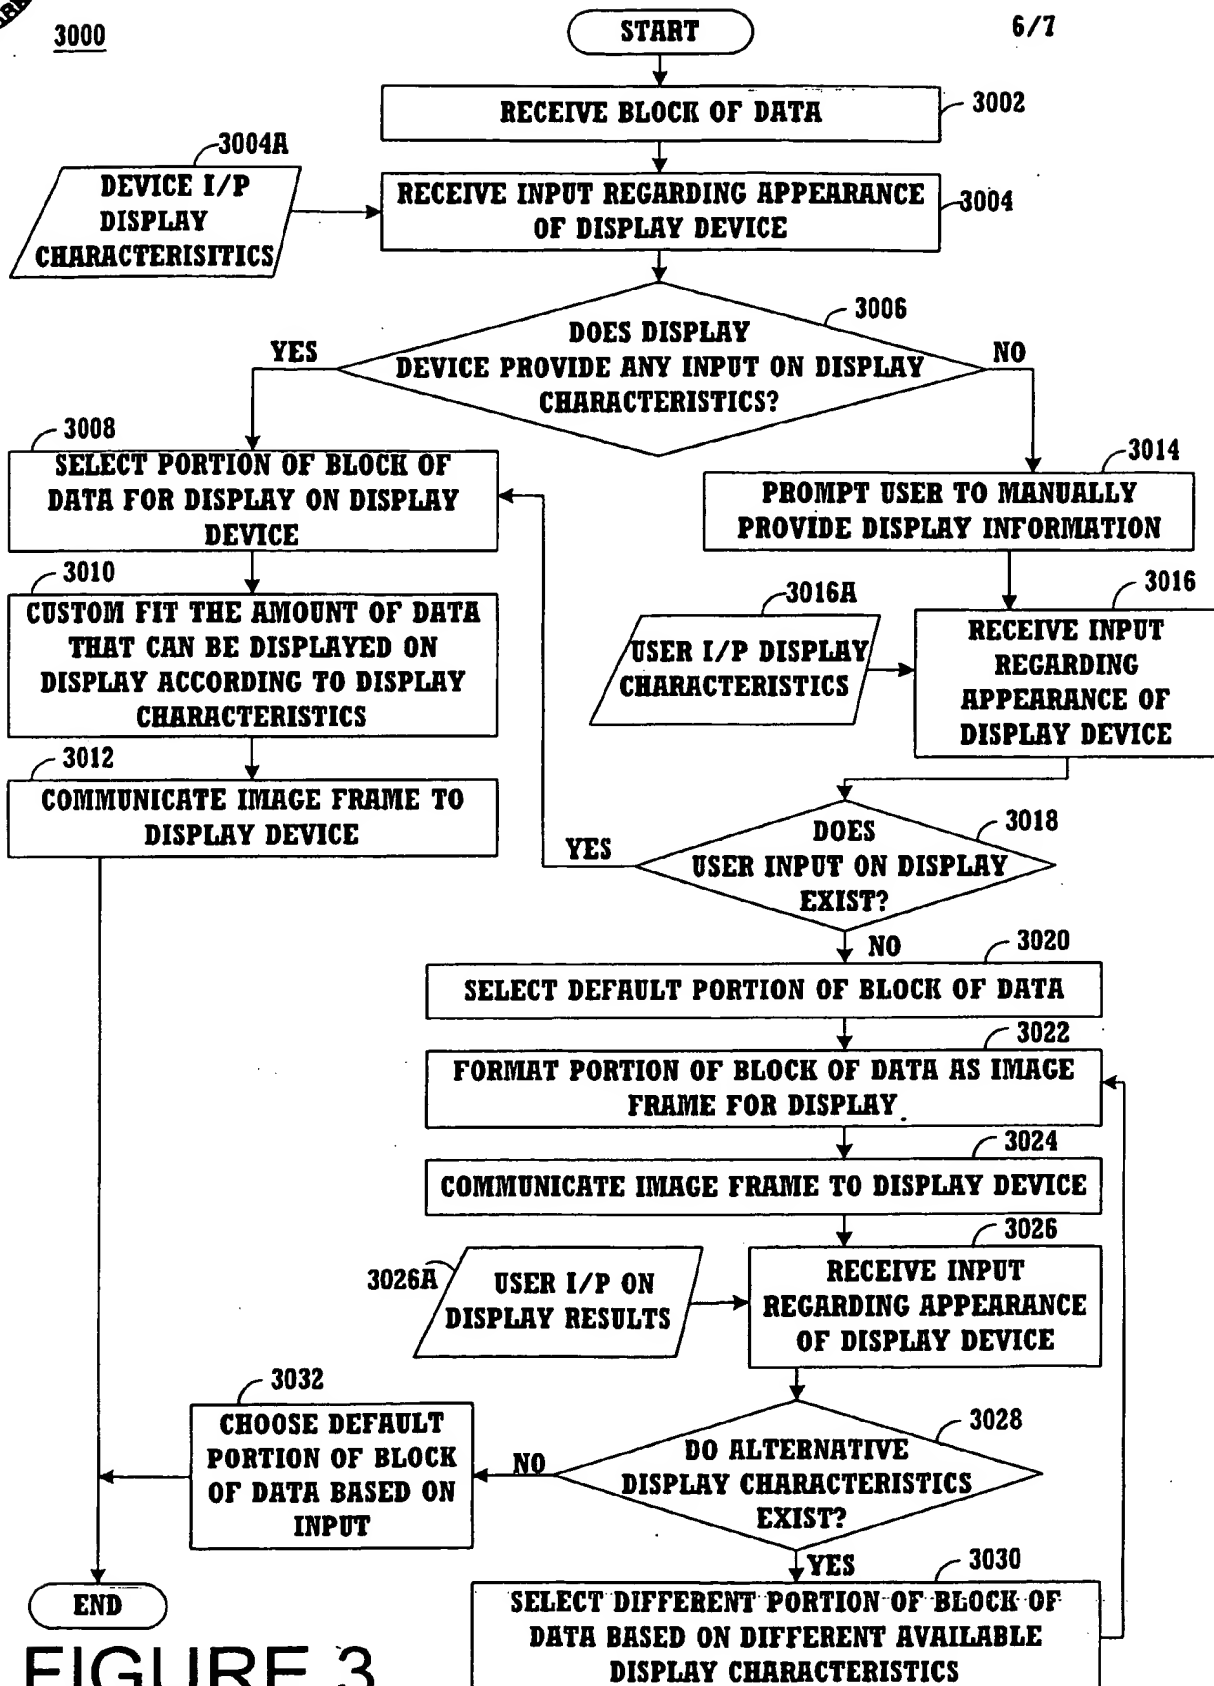 3000
START
6/7
RECEIVE BLOCK OF DATA
3002
3004A
DEVICE I/P
DISPLAY
CHARACTERISITICS
RECEIVE INPUT REGARDING APPEARANCE
OF DISPLAY DEVICE
3004
3006
DOES DISPLAY
DEVICE PROVIDE ANY INPUT ON DISPLAY
CHARACTERISTICS?
YES
NO
3008
SELECT PORTION OF BLOCK OF
DATA FOR DISPLAY ON DISPLAY
DEVICE
3014
PROMPT USER TO MANUALLY
PROVIDE DISPLAY INFORMATION
3010
CUSTOM FIT THE AMOUNT OF DATA
THAT CAN BE DISPLAYED ON
DISPLAY ACCORDING TO DISPLAY
CHARACTERISTICS
3016A
USER I/P DISPLAY
CHARACTERISTICS
3016
RECEIVE INPUT
REGARDING
APPEARANCE OF
DISPLAY DEVICE
3012
COMMUNICATE IMAGE FRAME TO
DISPLAY DEVICE
3018
DOES
USER INPUT ON DISPLAY
EXIST?
YES
NO
3020
SELECT DEFAULT PORTION OF BLOCK OF DATA
3022
FORMAT PORTION OF BLOCK OF DATA AS IMAGE
FRAME FOR DISPLAY
3024
COMMUNICATE IMAGE FRAME TO DISPLAY DEVICE
3026
3026A
USER I/P ON
DISPLAY RESULTS
RECEIVE INPUT
REGARDING APPEARANCE
OF DISPLAY DEVICE
3032
CHOOSE DEFAULT
PORTION OF BLOCK
OF DATA BASED ON
INPUT
NO
3028
DO ALTERNATIVE
DISPLAY CHARACTERISTICS
EXIST?
YES
3030
SELECT DIFFERENT PORTION OF BLOCK OF
DATA BASED ON DIFFERENT AVAILABLE
DISPLAY CHARACTERISTICS
END
FIGURE 3